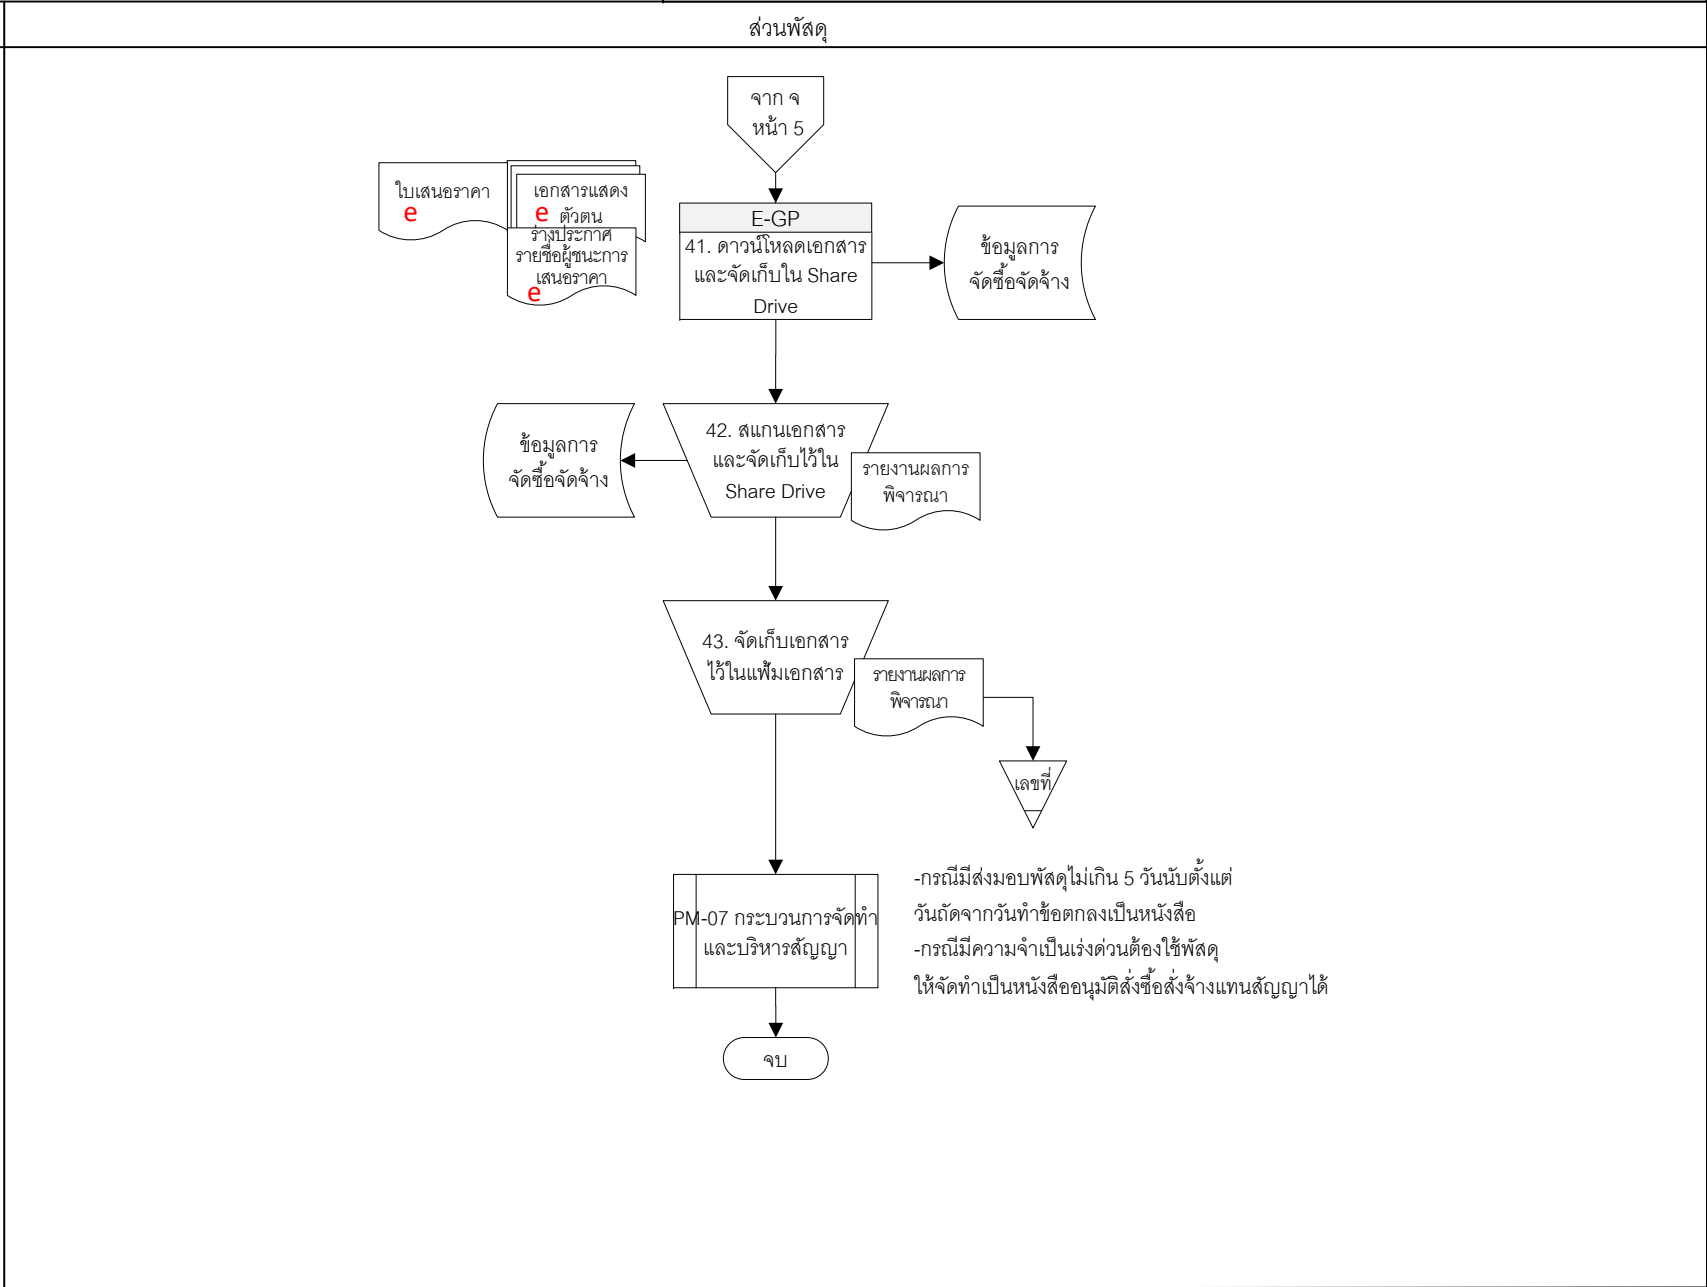 ส่วนพัสดุ
จาก จ
หน้า 5
ใบเสนอราคา
e
เอกสารแสดง
e ตัวตน
ร่างประกาศ
รายชื่อผู้ชนะการ
เสนอราคา
e
E-GP
41. ดาวน์โหลดเอกสาร
และจัดเก็บใน Share
Drive
ข้อมูลการ
จัดซื้อจัดจ้าง
42. สแกนเอกสาร
และจัดเก็บไว้ใน
Share Drive
ข้อมูลการ
จัดซื้อจัดจ้าง
รายงานผลการ
พิจารณา
43. จัดเก็บเอกสาร
ไว้ในแฟ้มเอกสาร
รายงานผลการ
พิจารณา
เลขที่
PM-07 กระบวนการจัดทำ
และบริหารสัญญา
-กรณีมีส่งมอบพัสดุไม่เกิน 5 วันนับตั้งแต่
วันถัดจากวันทำข้อตกลงเป็นหนังสือ
-กรณีมีความจำเป็นเร่งด่วนต้องใช้พัสดุ
ให้จัดทำเป็นหนังสืออนุมัติสั่งซื้อสั่งจ้างแทนสัญญาได้
จบ